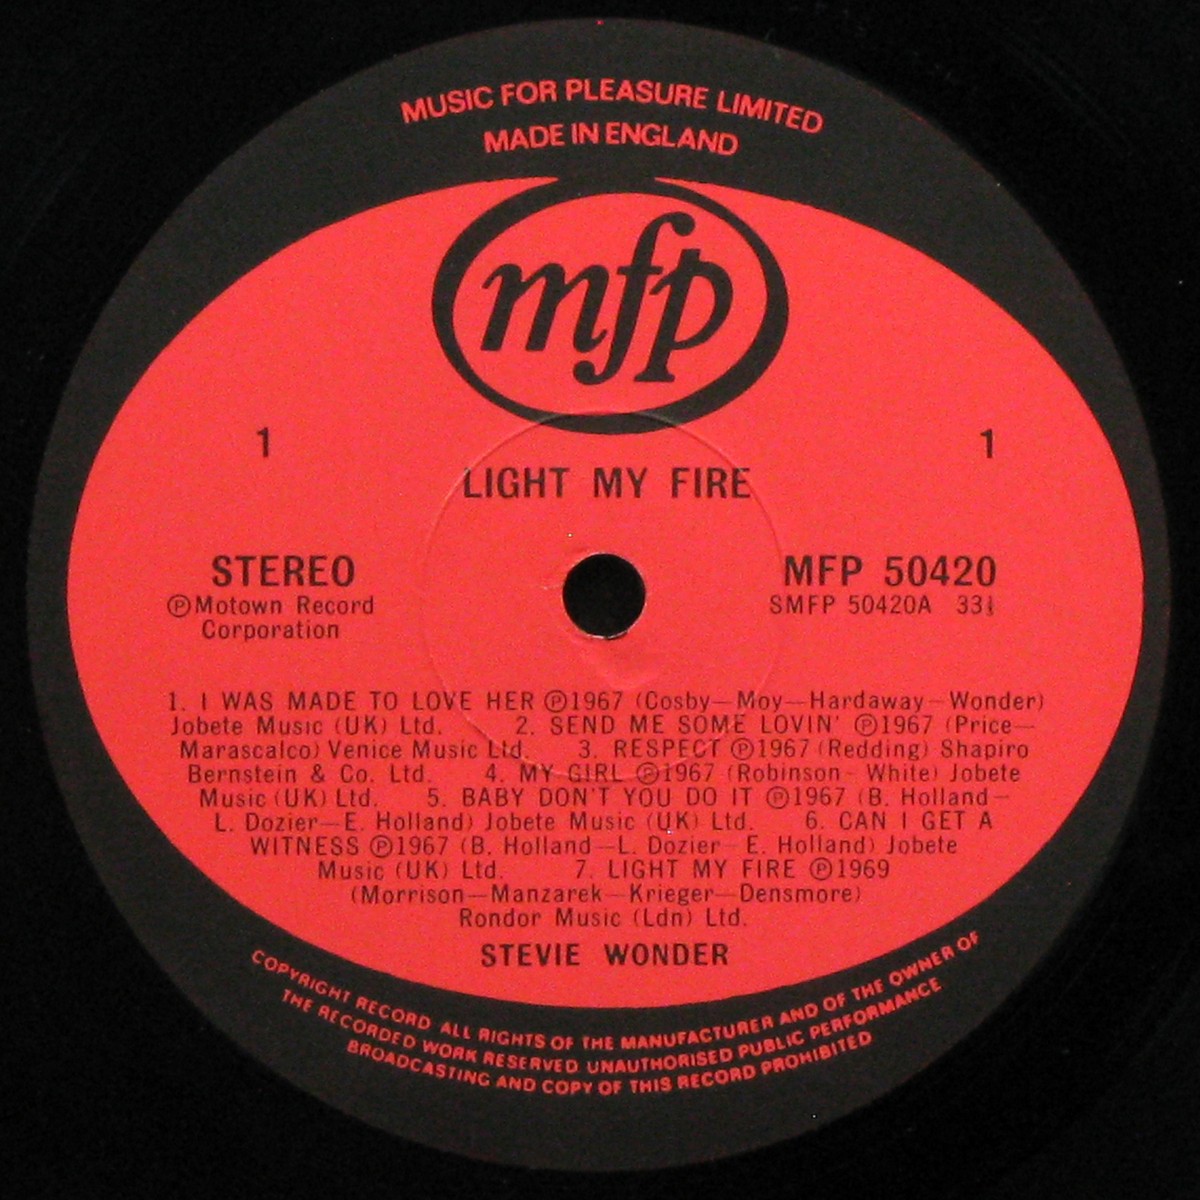 MUSIC FOR PLEASURE LIMITED
MADE IN ENGLAND
mfp
1
1
LIGHT MY FIRE
STEREO
℗Motown Record
Corporation
MFP 50420
SMFP 50420A 33⅓
1. I WAS MADE TO LOVE HER ℗1967 (Cosby—Moy—Hardaway—Wonder)
Jobete Music (UK) Ltd. 2. SEND ME SOME LOVIN' ℗1967 (Price—
Marascalco) Venice Music Ltd. 3. RESPECT ℗1967 (Redding) Shapiro
Bernstein & Co. Ltd. 4. MY GIRL ℗1967 (Robinson—White) Jobete
Music (UK) Ltd. 5. BABY DON'T YOU DO IT ℗1967 (B. Holland—
L. Dozier—E. Holland) Jobete Music (UK) Ltd. 6. CAN I GET A
WITNESS ℗1967 (B. Holland—L. Dozier—E. Holland) Jobete
Music (UK) Ltd. 7. LIGHT MY FIRE ℗1969
(Morrison—Manzarek—Krieger—Densmore)
Rondor Music (Ldn) Ltd.
STEVIE WONDER
COPYRIGHT RECORD ALL RIGHTS OF THE MANUFACTURER AND OF THE OWNER OF
THE RECORDED WORK RESERVED UNAUTHORISED PUBLIC PERFORMANCE
BROADCASTING AND COPY OF THIS RECORD PROHIBITED